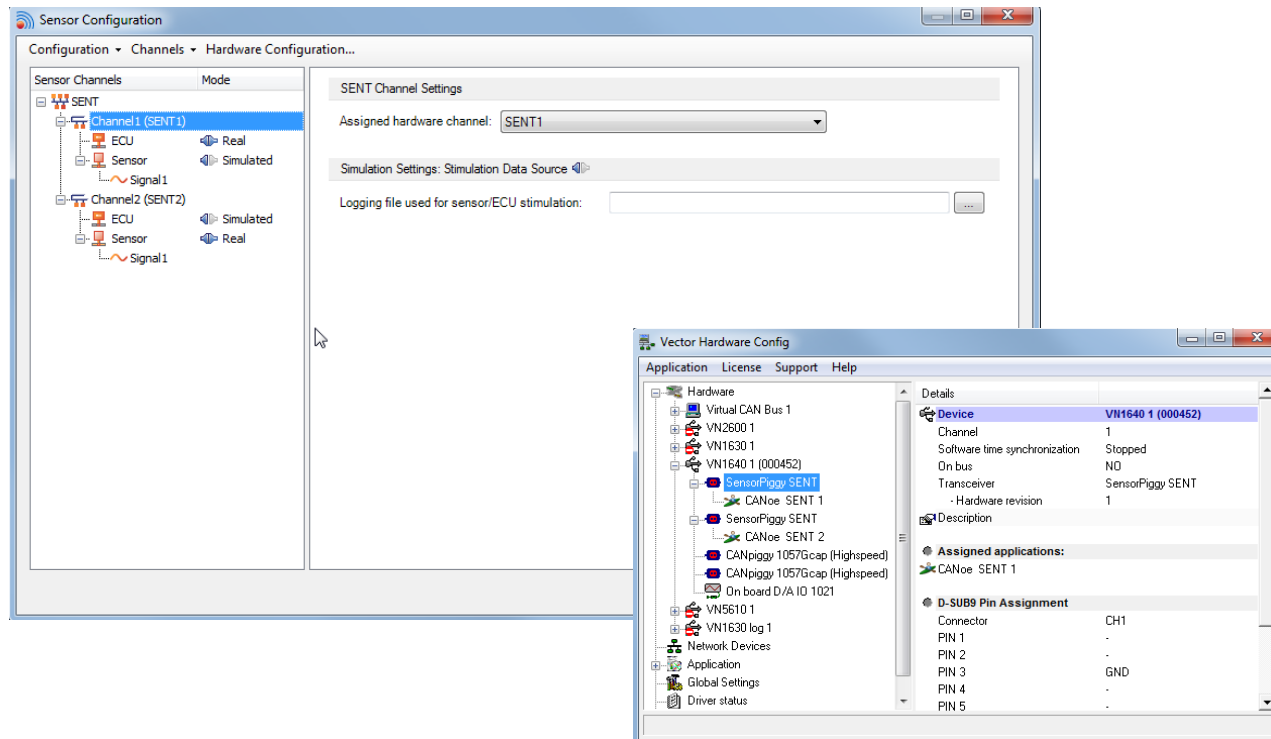 Sensor Configuration
Configuration Channels Hardware Configuration...
Sensor Channels Mode
SENT
Channel1 (SENT1)
ECU Real
Sensor Simulated
Signal1
Channel2 (SENT2)
ECU Simulated
Sensor Real
Signal1
SENT Channel Settings
Assigned hardware channel: SENT1
Simulation Settings: Stimulation Data Source
Logging file used for sensor/ECU stimulation: ...
Vector Hardware Config
Application License Support Help
Hardware
Virtual CAN Bus 1
VN2600 1
VN1630 1
VN1640 1 (000452)
SensorPiggy SENT
CANoe SENT 1
SensorPiggy SENT
CANoe SENT 2
CANpiggy 1057Gcap (Highspeed)
CANpiggy 1057Gcap (Highspeed)
On board D/A IO 1021
VN5610 1
VN1630 log 1
Network Devices
Application
Global Settings
Driver status
Details
Device VN1640 1 (000452)
Channel 1
Software time synchronization Stopped
On bus NO
Transceiver SensorPiggy SENT
- Hardware revision 1
Description
Assigned applications:
CANoe SENT 1
D-SUB9 Pin Assignment
Connector CH1
PIN 1 -
PIN 2 -
PIN 3 GND
PIN 4 -
PIN 5 -